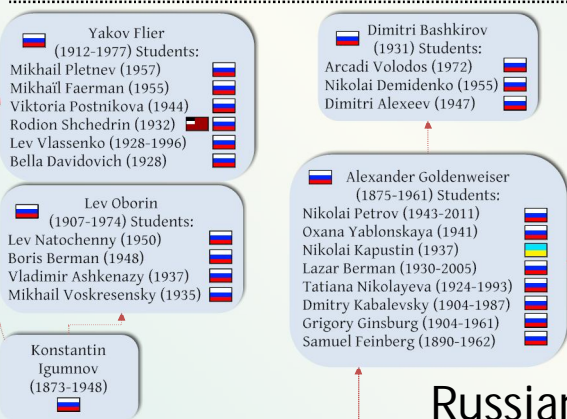 Yakov Flier
(1912-1977) Students:
Mikhail Pletnev (1957)
Mikhaïl Faerman (1955)
Viktoria Postnikova (1944)
Rodion Shchedrin (1932)
Lev Vlassenko (1928-1996)
Bella Davidovich (1928)
Lev Oborin
(1907-1974) Students:
Lev Natochenny (1950)
Boris Berman (1948)
Vladimir Ashkenazy (1937)
Mikhail Voskresensky (1935)
Konstantin
Igumnov
(1873-1948)
Dimitri Bashkirov
(1931) Students:
Arcadi Volodos (1972)
Nikolai Demidenko (1955)
Dimitri Alexeev (1947)
Alexander Goldenweiser
(1875-1961) Students:
Nikolai Petrov (1943-2011)
Oxana Yablonskaya (1941)
Nikolai Kapustin (1937)
Lazar Berman (1930-2005)
Tatiana Nikolayeva (1924-1993)
Dmitry Kabalevsky (1904-1987)
Grigory Ginsburg (1904-1961)
Samuel Feinberg (1890-1962)
Russian